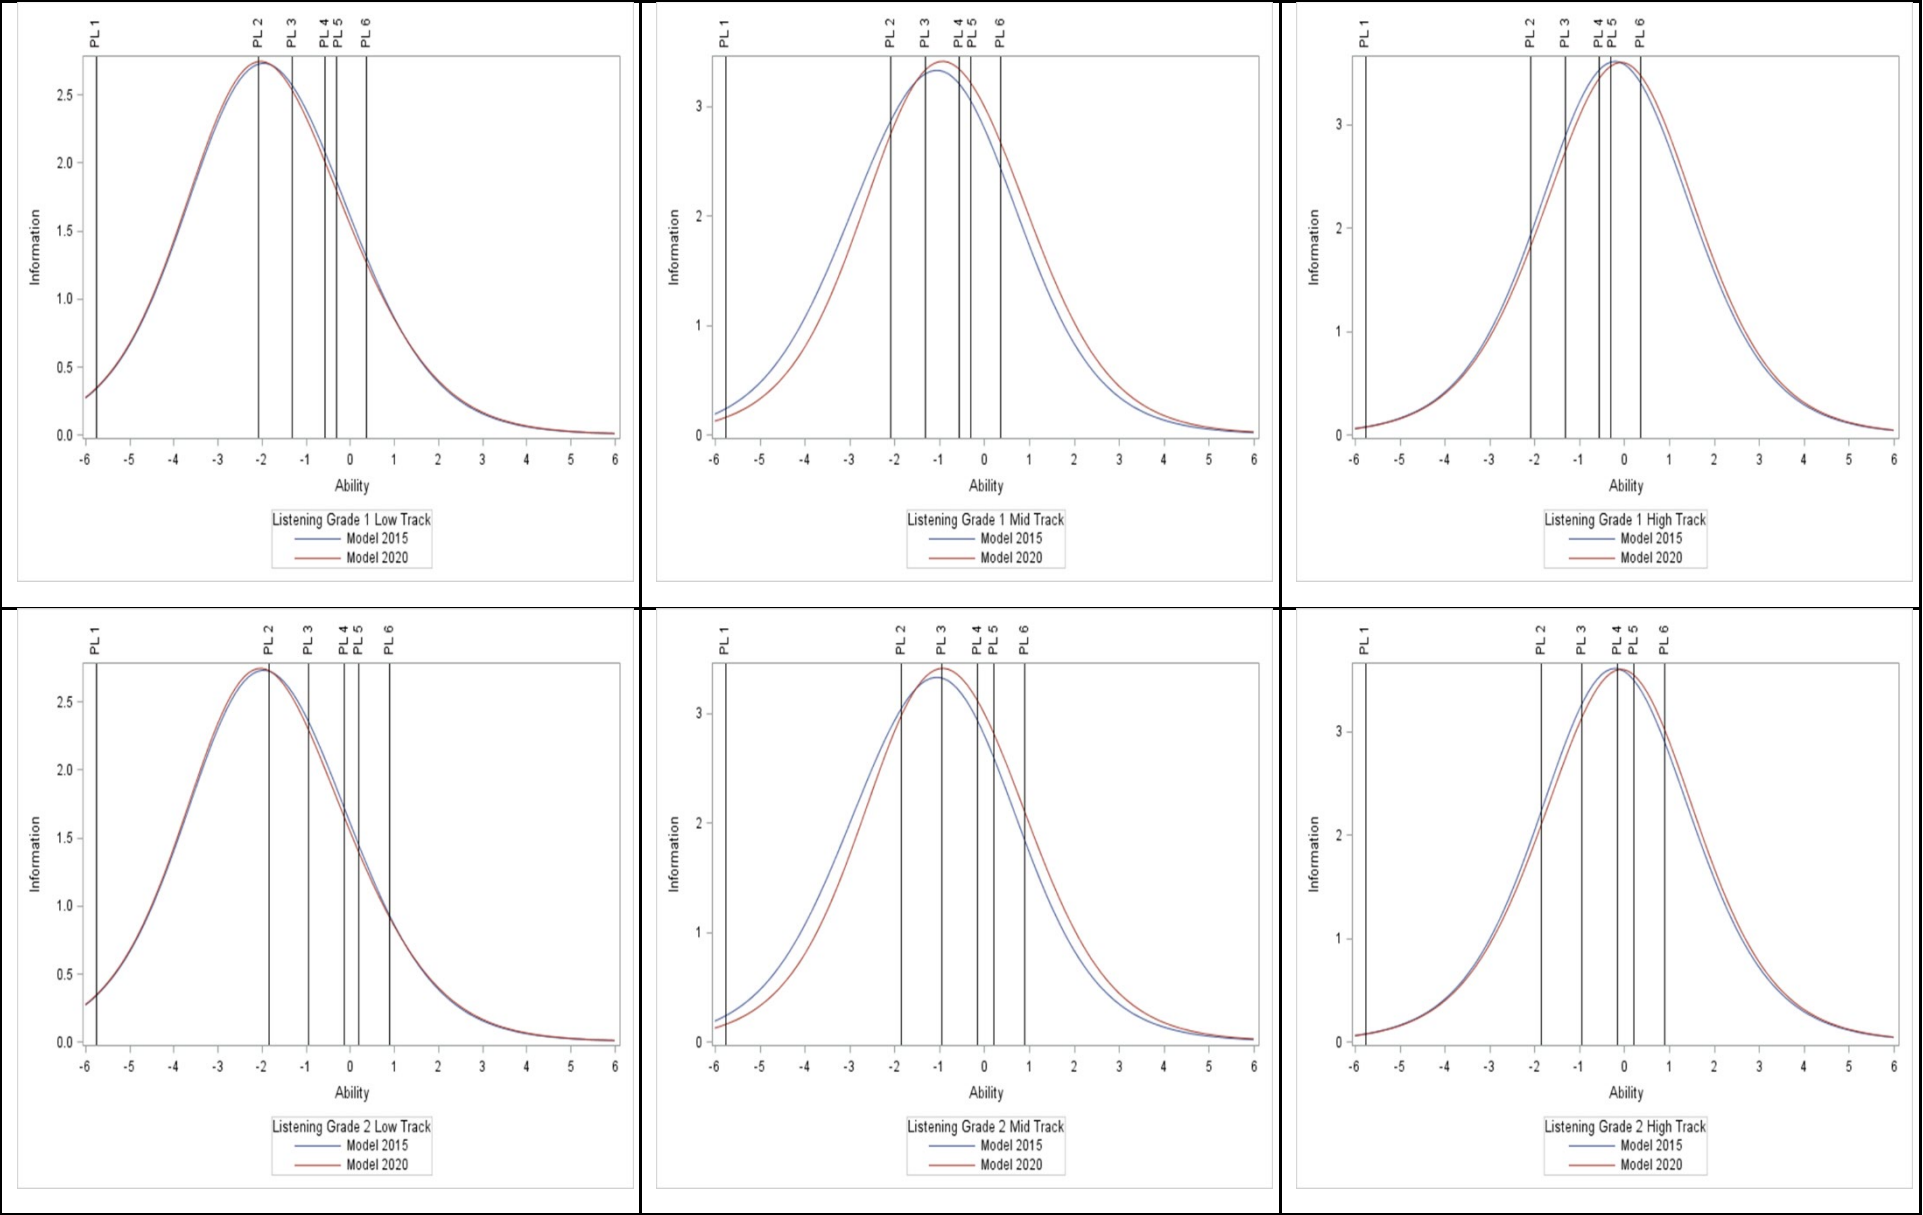 PL 1 PL 2 PL 3 PL 4 PL 5 PL 6
2.5
2.0
1.5
1.0
0.5
0.0
Information
-6 -5 -4 -3 -2 -1 0 1 2 3 4 5 6
Ability
Listening Grade 1 Low Track
Model 2015
Model 2020
PL 1 PL 2 PL 3 PL 4 PL 5 PL 6
3
2
1
0
Information
-6 -5 -4 -3 -2 -1 0 1 2 3 4 5 6
Ability
Listening Grade 1 Mid Track
Model 2015
Model 2020
PL 1 PL 2 PL 3 PL 4 PL 5 PL 6
3
2
1
0
Information
-6 -5 -4 -3 -2 -1 0 1 2 3 4 5 6
Ability
Listening Grade 1 High Track
Model 2015
Model 2020
PL 1 PL 2 PL 3 PL 4 PL 5 PL 6
2.5
2.0
1.5
1.0
0.5
0.0
Information
-6 -5 -4 -3 -2 -1 0 1 2 3 4 5 6
Ability
Listening Grade 2 Low Track
Model 2015
Model 2020
PL 1 PL 2 PL 3 PL 4 PL 5 PL 6
3
2
1
0
Information
-6 -5 -4 -3 -2 -1 0 1 2 3 4 5 6
Ability
Listening Grade 2 Mid Track
Model 2015
Model 2020
PL 1 PL 2 PL 3 PL 4 PL 5 PL 6
3
2
1
0
Information
-6 -5 -4 -3 -2 -1 0 1 2 3 4 5 6
Ability
Listening Grade 2 High Track
Model 2015
Model 2020